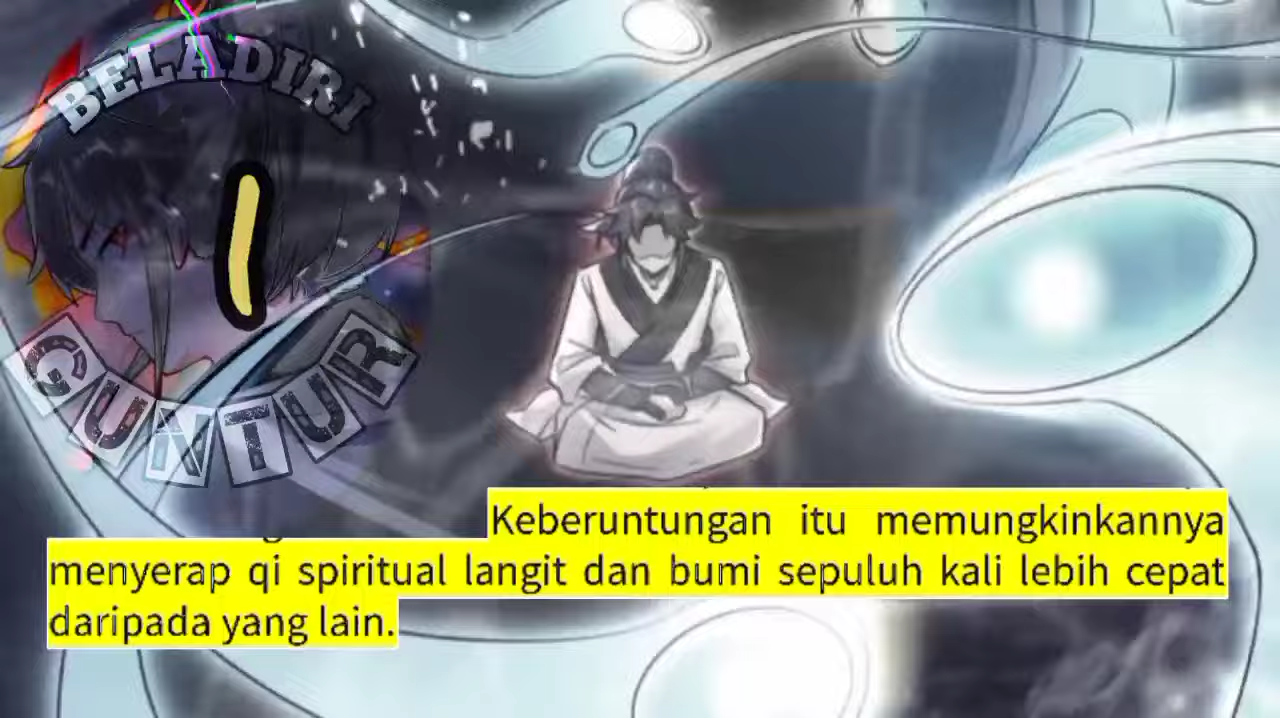 BELADIRI
GUNTUR
Keberuntungan itu memungkinkannya
menyerap qi spiritual langit dan bumi sepuluh kali lebih cepat
daripada yang lain.